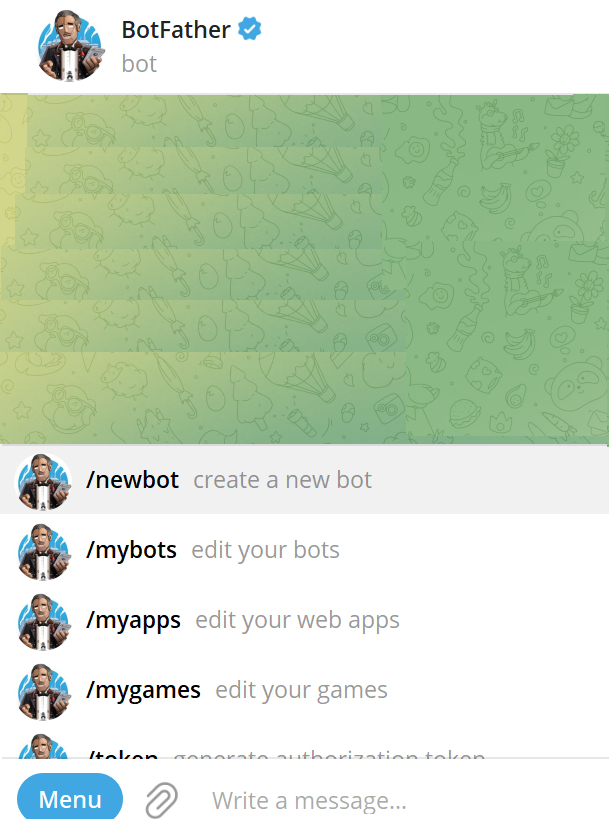 BotFather
bot
/newbot create a new bot
/mybots edit your bots
/myapps edit your web apps
/mygames edit your games
/token generate authorization token
Menu
Write a message...